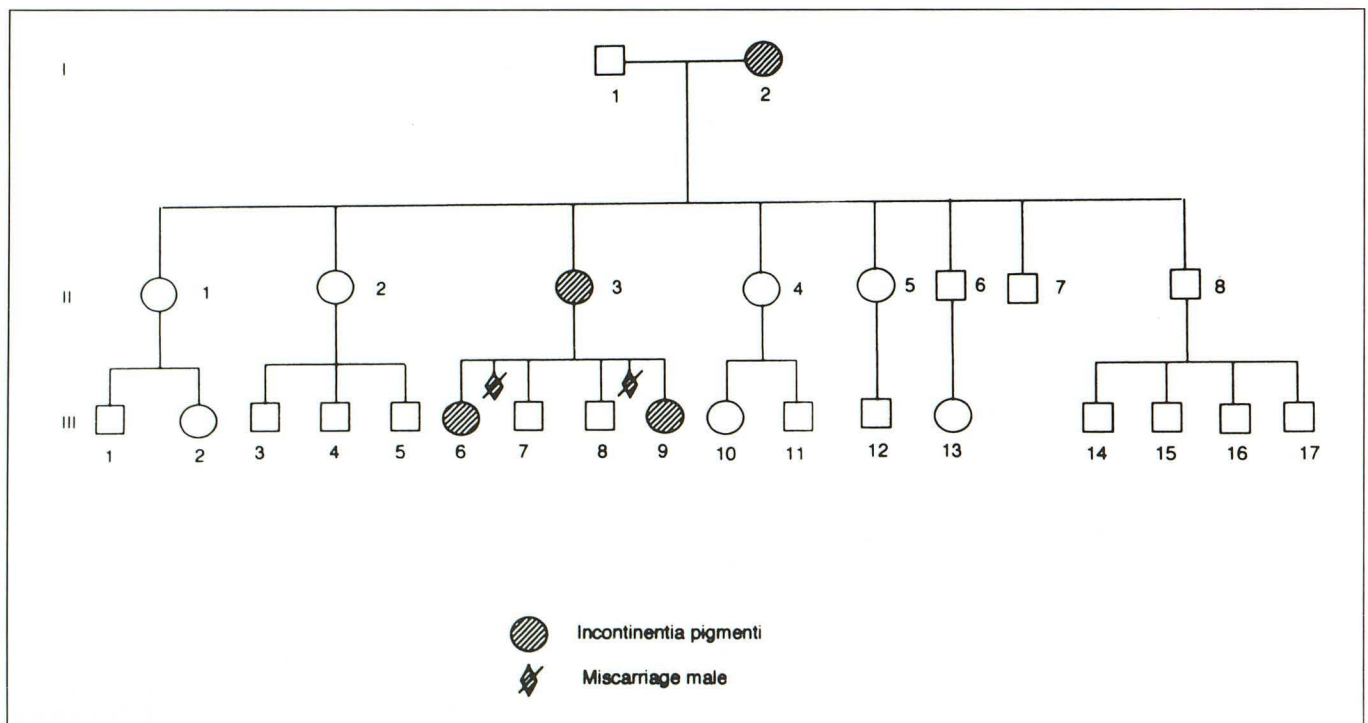 I
1 2
II
1 2 3 4 5 6 7 8
III
1 2 3 4 5 6 7 8 9 10 11 12 13 14 15 16 17
Incontinentia pigmenti
Miscarriage male